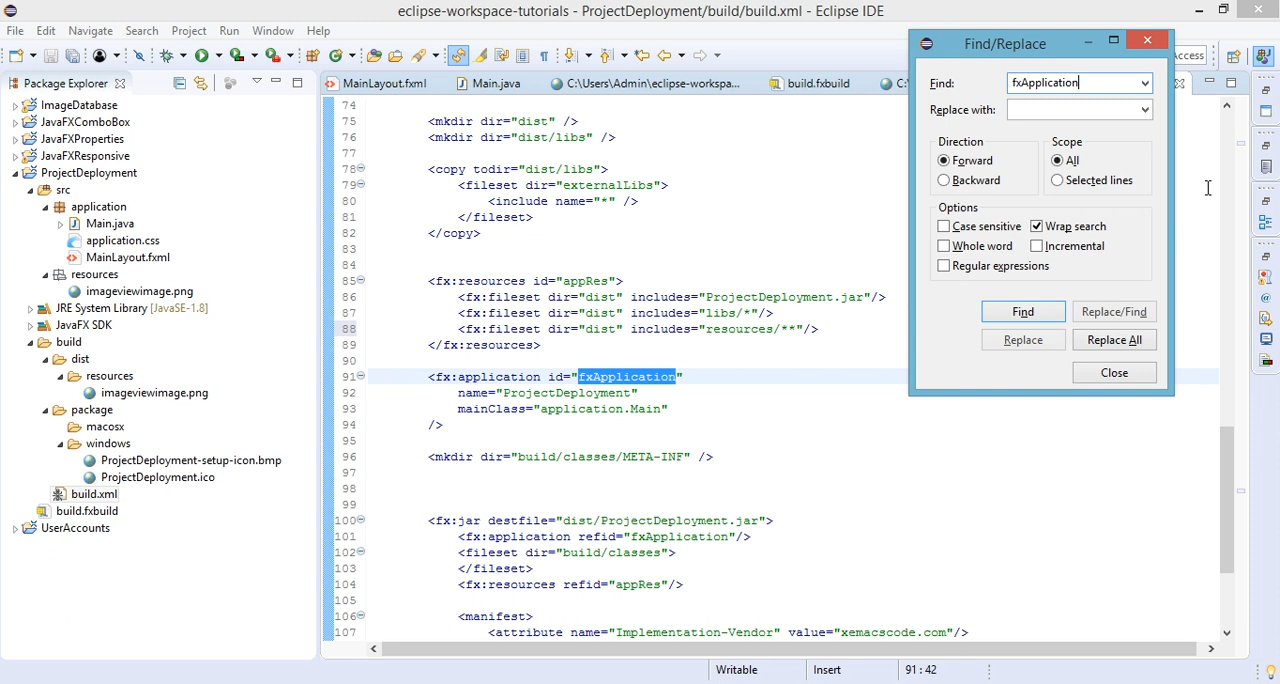 eclipse-workspace-tutorials - ProjectDeployment/build/build.xml - Eclipse IDE
File Edit Navigate Search Project Run Window Help
Access
Package Explorer
ImageDatabase
JavaFXComboBox
JavaFXProperties
JavaFXResponsive
ProjectDeployment
src
application
Main.java
application.css
MainLayout.fxml
resources
imageviewimage.png
JRE System Library [JavaSE-1.8]
JavaFX SDK
build
dist
resources
imageviewimage.png
package
macosx
windows
ProjectDeployment-setup-icon.bmp
ProjectDeployment.ico
build.xml
build.fxbuild
UserAccounts
MainLayout.fxml Main.java C:\Users\Admin\eclipse-workspa... build.fxbuild C:\
74
75 <mkdir dir="dist" />
76 <mkdir dir="dist/libs" />
77
78 <copy todir="dist/libs">
79 <fileset dir="externalLibs">
80 <include name="*" />
81 </fileset>
82 </copy>
83
84
85 <fx:resources id="appRes">
86 <fx:fileset dir="dist" includes="ProjectDeployment.jar"/>
87 <fx:fileset dir="dist" includes="libs/*"/>
88 <fx:fileset dir="dist" includes="resources/**"/>
89 </fx:resources>
90
91 <fx:application id="fxApplication"
92 name="ProjectDeployment"
93 mainClass="application.Main"
94 />
95
96 <mkdir dir="build/classes/META-INF" />
97
98
99
100 <fx:jar destfile="dist/ProjectDeployment.jar">
101 <fx:application refid="fxApplication"/>
102 <fileset dir="build/classes">
103 </fileset>
104 <fx:resources refid="appRes"/>
105
106 <manifest>
107 <attribute name="Implementation-Vendor" value="xemacscode.com"/>
Find/Replace
Find: fxApplication
Replace with:
Direction
Forward
Backward
Scope
All
Selected lines
Options
Case sensitive Wrap search
Whole word Incremental
Regular expressions
Find Replace/Find
Replace Replace All
Close
Writable Insert 91 : 42